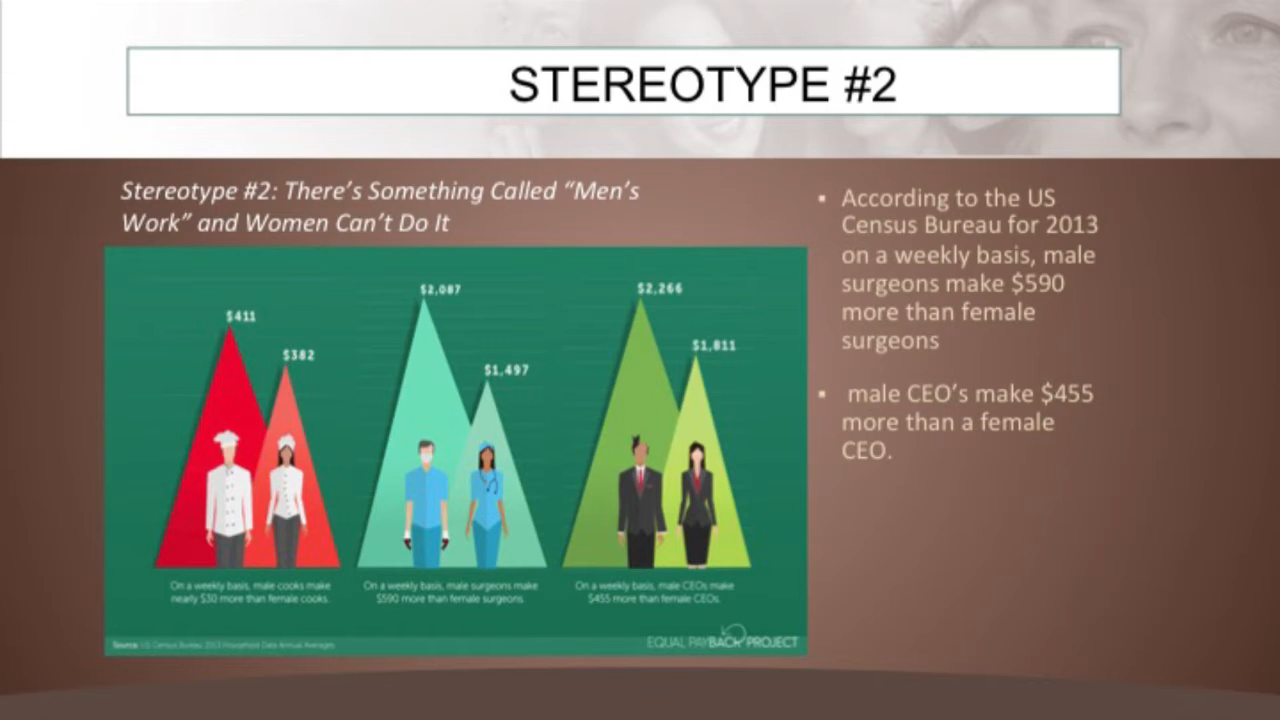 STEREOTYPE #2
Stereotype #2: There’s Something Called “Men’s
Work” and Women Can’t Do It
$411
$382
$2,087
$1,497
$2,266
$1,811
On a weekly basis, male cooks make
nearly $30 more than female cooks.
On a weekly basis, male surgeons make
$590 more than female surgeons.
On a weekly basis, male CEOs make
$455 more than female CEOs.
Source: US Census Bureau 2013 Household Data Annual Averages
EQUAL PAYBACK PROJECT
▪ According to the US
Census Bureau for 2013
on a weekly basis, male
surgeons make $590
more than female
surgeons
▪ male CEO’s make $455
more than a female
CEO.